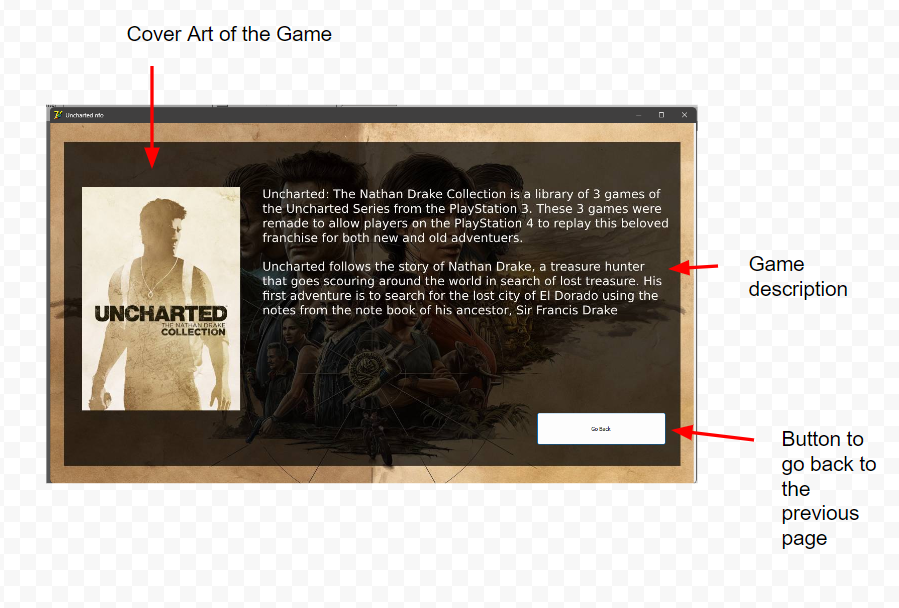 Cover Art of the Game
Uncharted nfo
Uncharted: The Nathan Drake Collection is a library of 3 games of
the Uncharted Series from the PlayStation 3. These 3 games were
remade to allow players on the PlayStation 4 to replay this beloved
franchise for both new and old adventuers.
Uncharted follows the story of Nathan Drake, a treasure hunter
that goes scouring around the world in search of lost treasure. His
first adventure is to search for the lost city of El Dorado using the
notes from the note book of his ancestor, Sir Francis Drake
UNCHARTED
THE NATHAN DRAKE
COLLECTION
Game
description
Go Back
Button to
go back to
the
previous
page